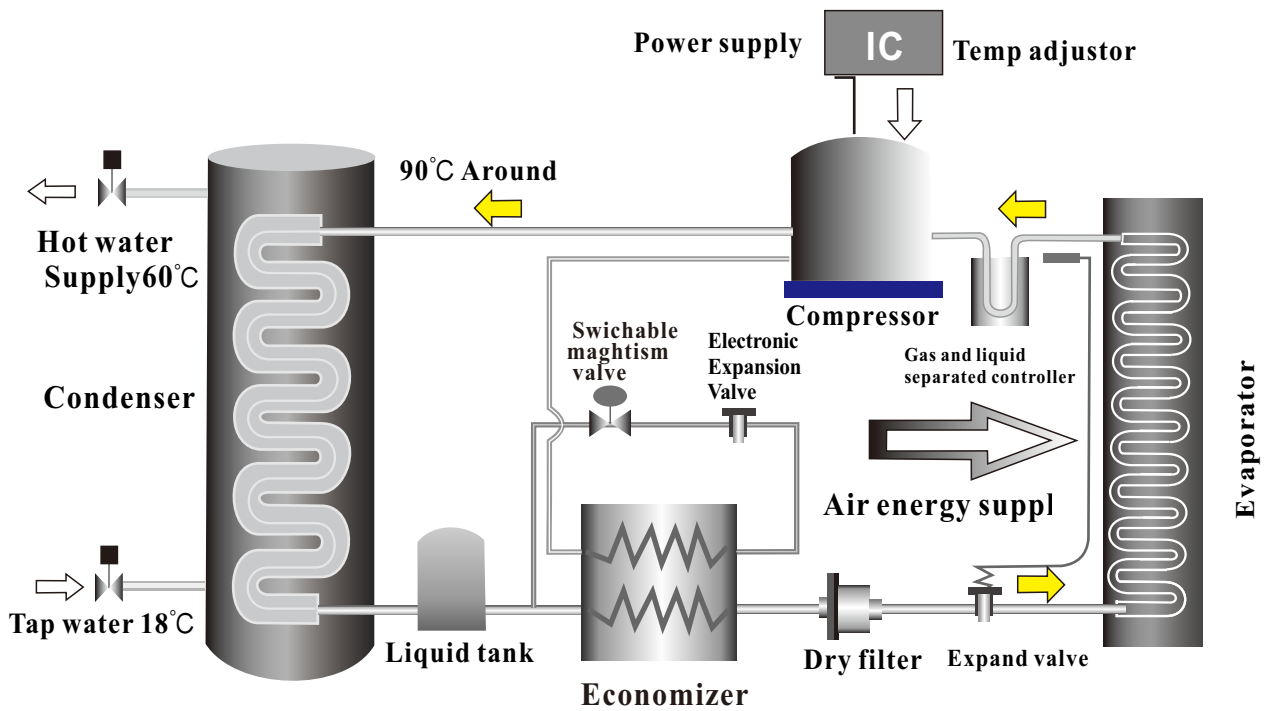 Power supply
IC
Temp adjustor
90℃ Around
Hot water
Supply60℃
Compressor
Swichable
maghtism
valve
Electronic
Expansion
Valve
Gas and liquid
separated controller
Condenser
Evaporator
Air energy suppl
Tap water 18℃
Liquid tank
Dry filter
Expand valve
Economizer